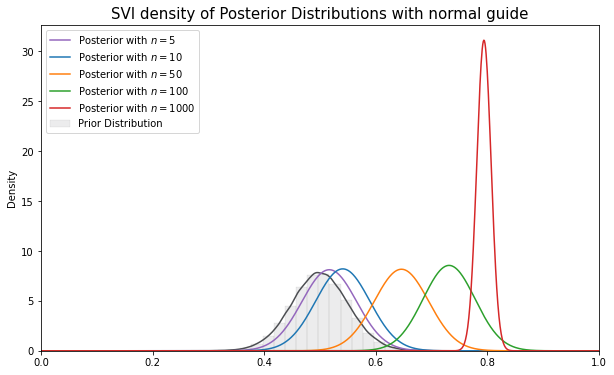 SVI density of Posterior Distributions with normal guide
Posterior with n = 5
Posterior with n = 10
Posterior with n = 50
Posterior with n = 100
Posterior with n = 1000
Prior Distribution
Density
30
25
20
15
10
5
0
0.0 0.2 0.4 0.6 0.8 1.0